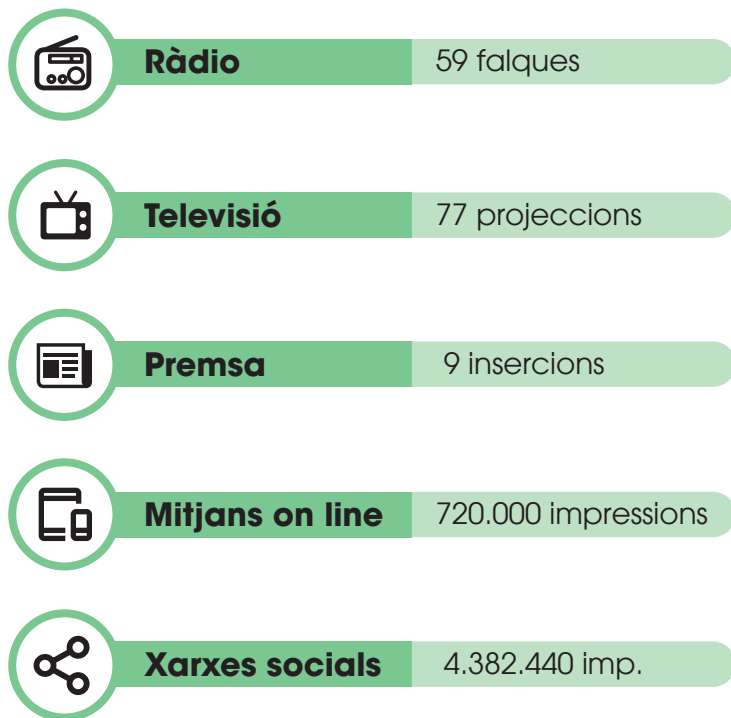 Ràdio 59 falques
Televisió 77 projeccions
Premsa 9 insercions
Mitjans on line 720.000 impressions
Xarxes socials 4.382.440 imp.